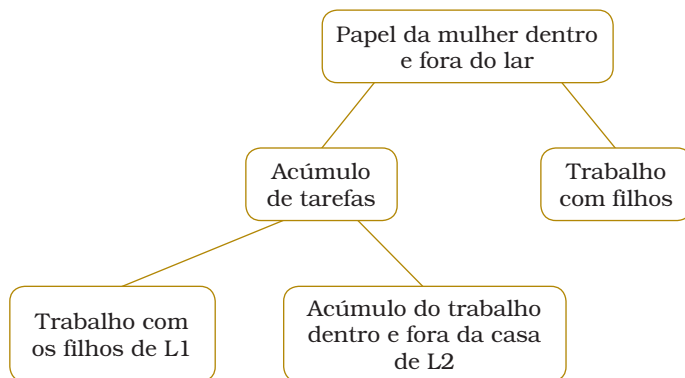 Papel da mulher dentro
e fora do lar
Acúmulo
de tarefas
Trabalho
com filhos
Trabalho com
os filhos de L1
Acúmulo do trabalho
dentro e fora da casa
de L2